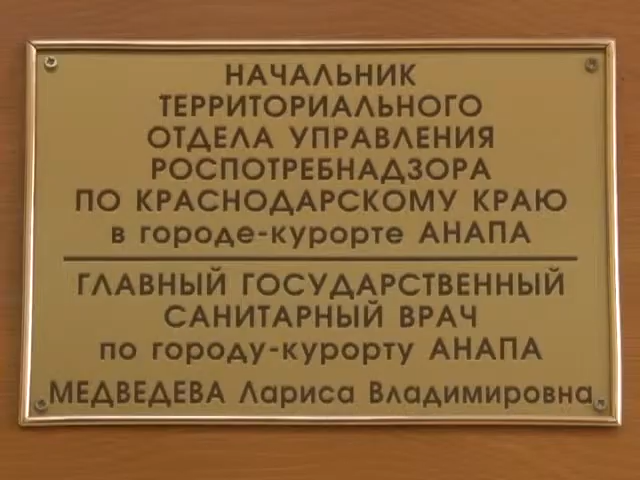 НАЧАЛЬНИК
ТЕРРИТОРИАЛЬНОГО
ОТДЕЛА УПРАВЛЕНИЯ
РОСПОТРЕБНАДЗОРА
ПО КРАСНОДАРСКОМУ КРАЮ
в городе-курорте АНАПА
ГЛАВНЫЙ ГОСУДАРСТВЕННЫЙ
САНИТАРНЫЙ ВРАЧ
по городу-курорту АНАПА
МЕДВЕДЕВА Лариса Владимировна